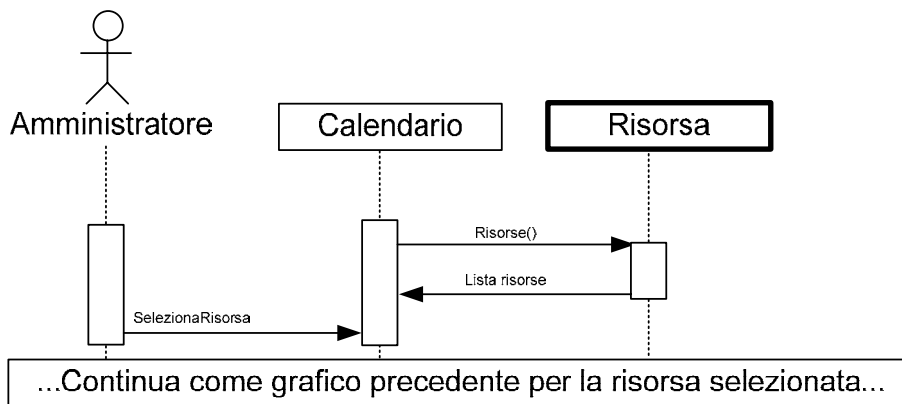 Amministratore
Calendario
Risorsa
Risorse()
Lista risorse
SelezionaRisorsa
...Continua come grafico precedente per la risorsa selezionata...